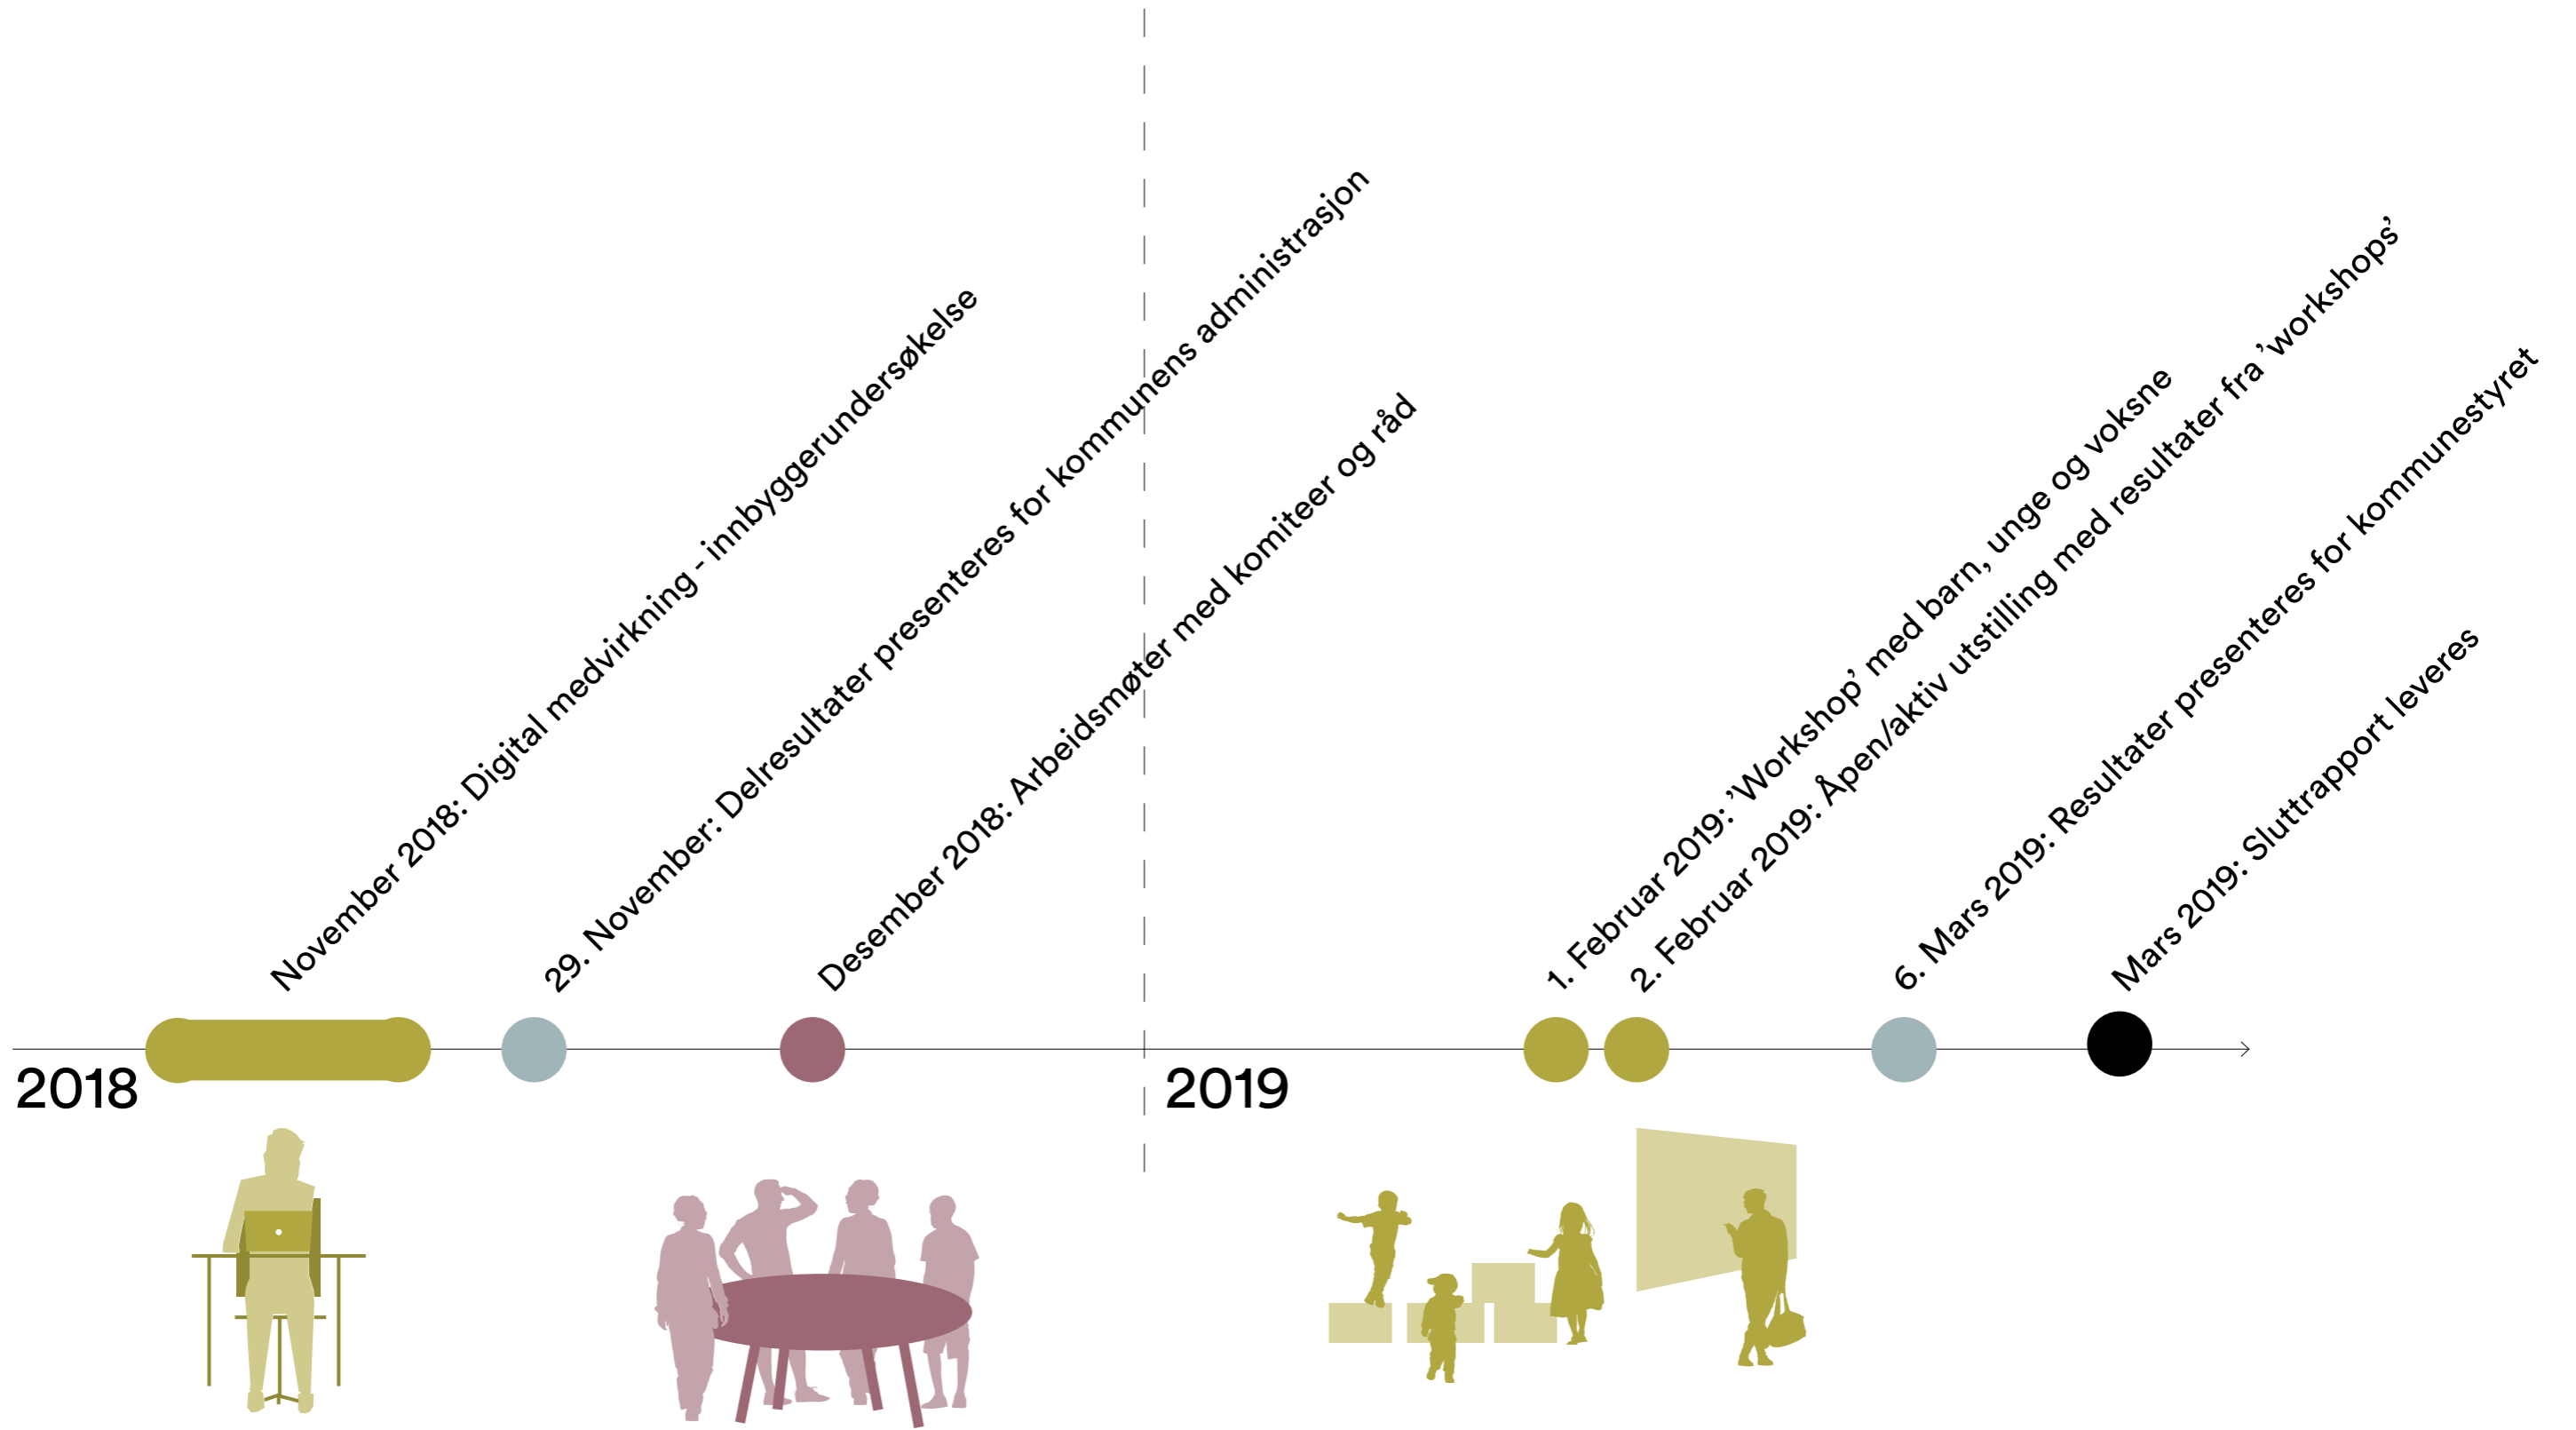 November 2018: Digital medvirkning - innbyggerundersøkelse
29. November: Delresultater presenteres for kommunens administrasjon
Desember 2018: Arbeidsmøter med komiteer og råd
1. Februar 2019: ’Workshop’ med barn, unge og voksne
2. Februar 2019: Åpen/aktiv utstilling med resultater fra ’workshops’
6. Mars 2019: Resultater presenteres for kommunestyret
Mars 2019: Sluttrapport leveres
2018
2019